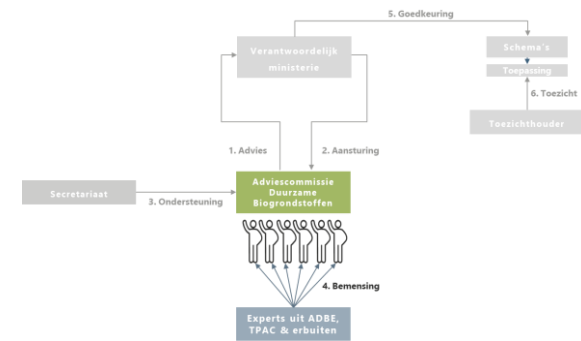 5. Goedkeuring
Verantwoordelijk
ministerie
Schema's
Toepassing
6. Toezicht
Toezichthouder
1. Advies
2. Aansturing
Adviescommissie
Duurzame
Biogrondstoffen
Secretariaat
3. Ondersteuning
4. Bemensing
Experts uit ADBE,
TPAC & erbuiten